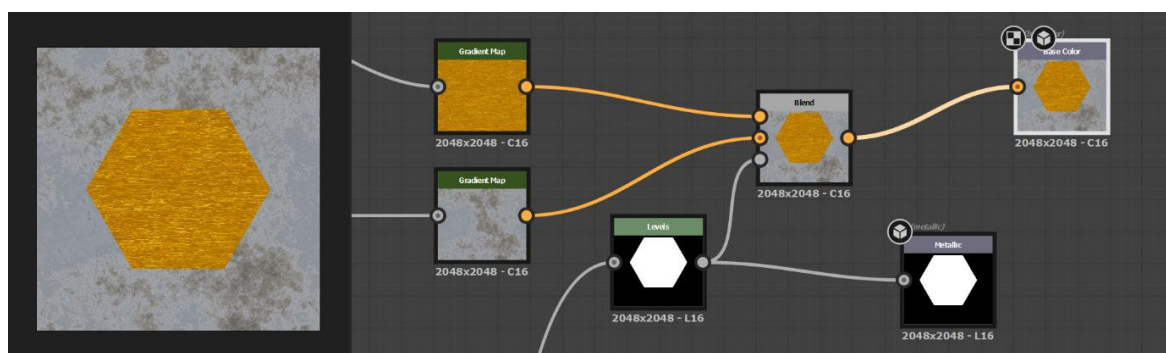 Gradient Map
2048x2048 - C16
Gradient Map
2048x2048 - C16
Levels
2048x2048 - L16
Blend
2048x2048 - C16
(metallic)
Metallic
2048x2048 - L16
Base Color
2048x2048 - C16